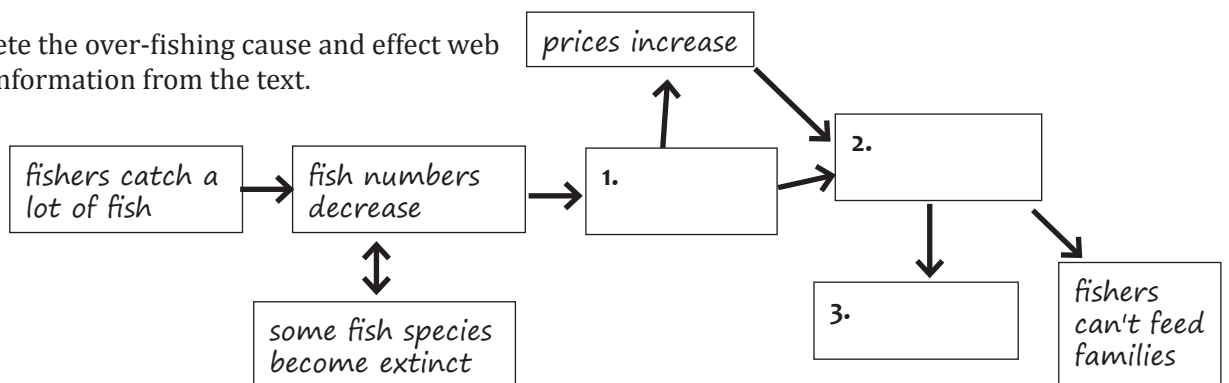 ete the over-fishing cause and effect web
nformation from the text.
prices increase
fishers catch a
lot of fish
fish numbers
decrease
1.
2.
some fish species
become extinct
3.
fishers
can't feed
families